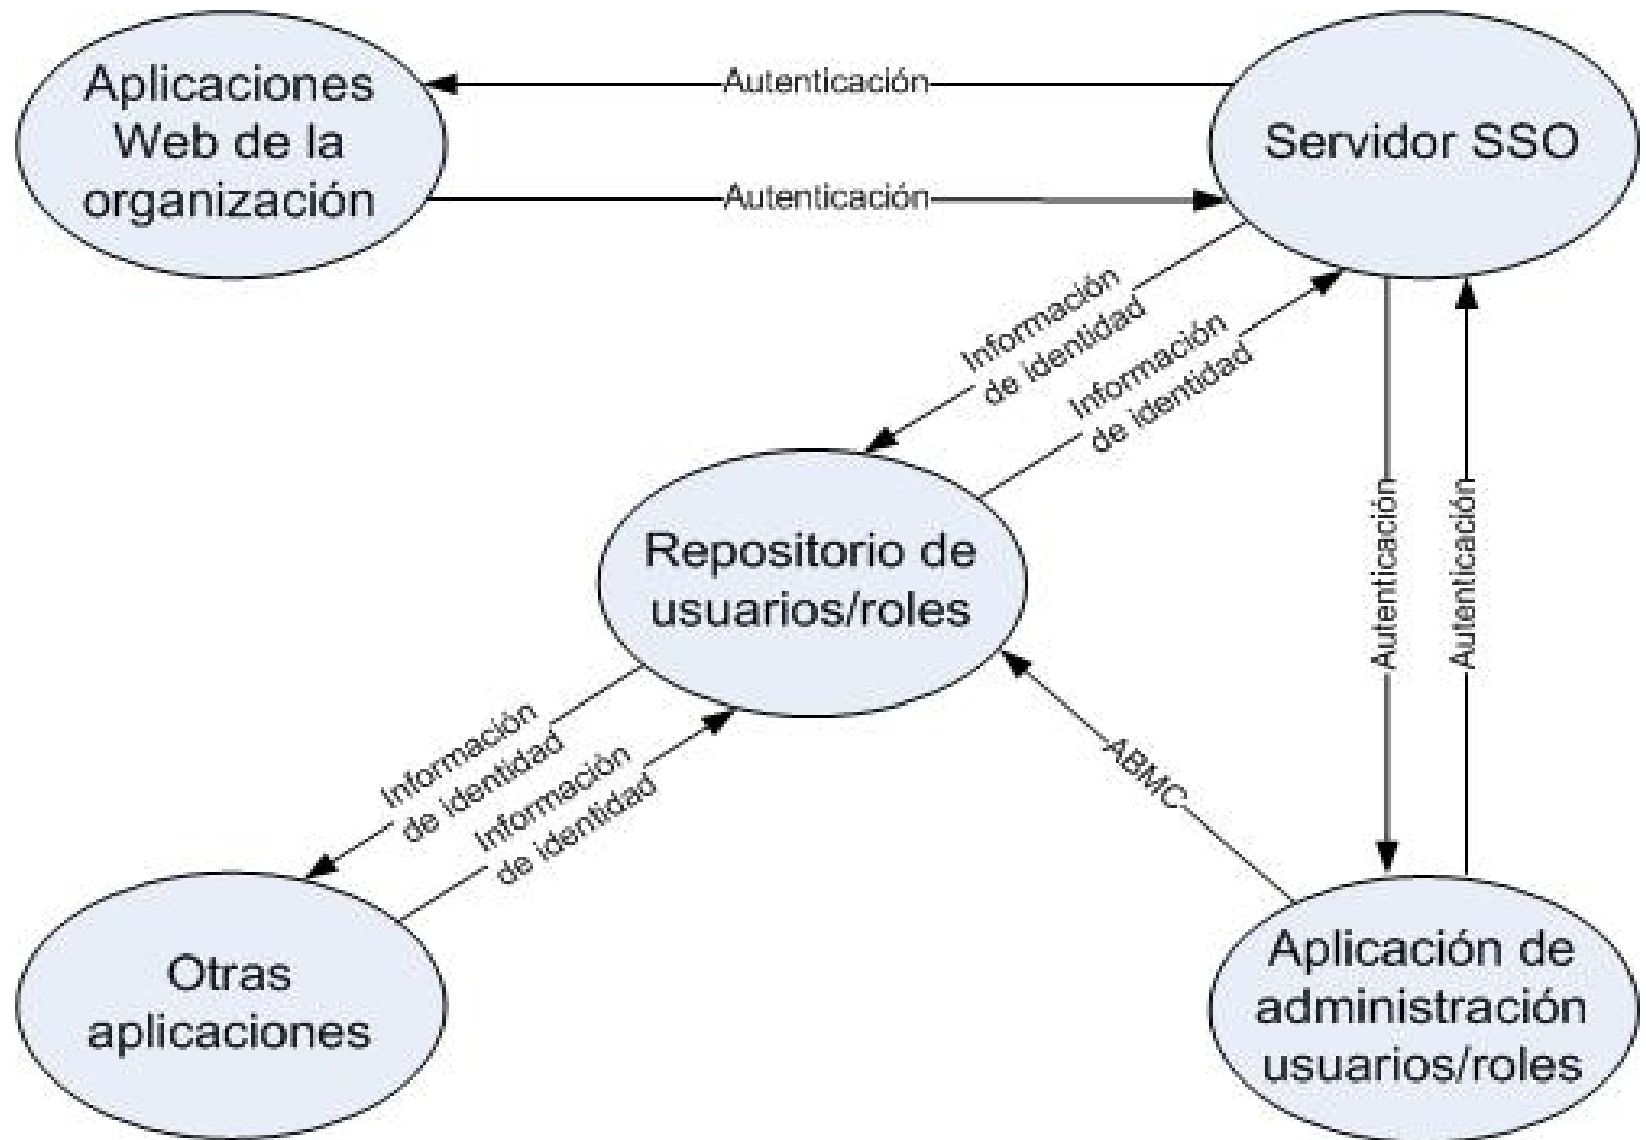 Aplicaciones
Web de la
organización
Autenticación
Autenticación
Servidor SSO
Información
de identidad
Información
de identidad
Autenticación
Autenticación
Repositorio de
usuarios/roles
Información
de identidad
Información
de identidad
ABMC
Otras
aplicaciones
Aplicación de
administración
usuarios/roles